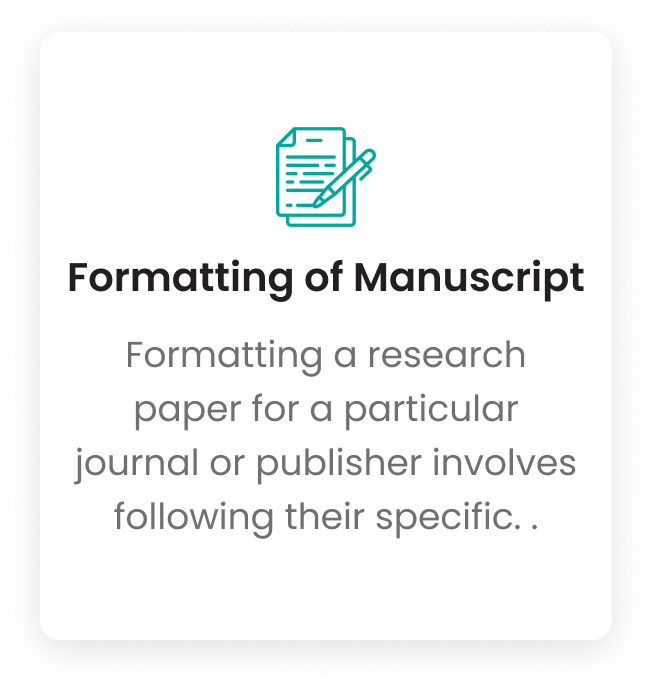 Formatting of Manuscript
Formatting a research
paper for a particular
journal or publisher involves
following their specific. .